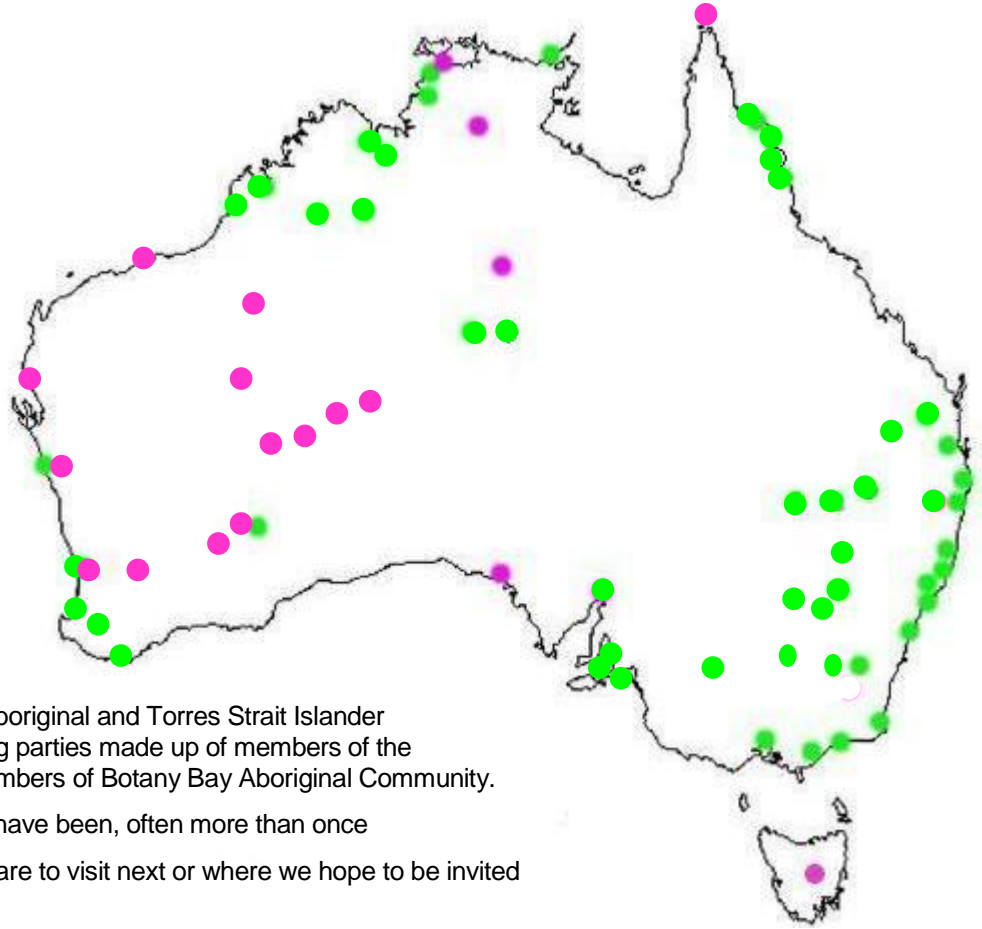 boriginal and Torres Strait Islander
g parties made up of members of the
mbers of Botany Bay Aboriginal Community.
have been, often more than once
are to visit next or where we hope to be invited